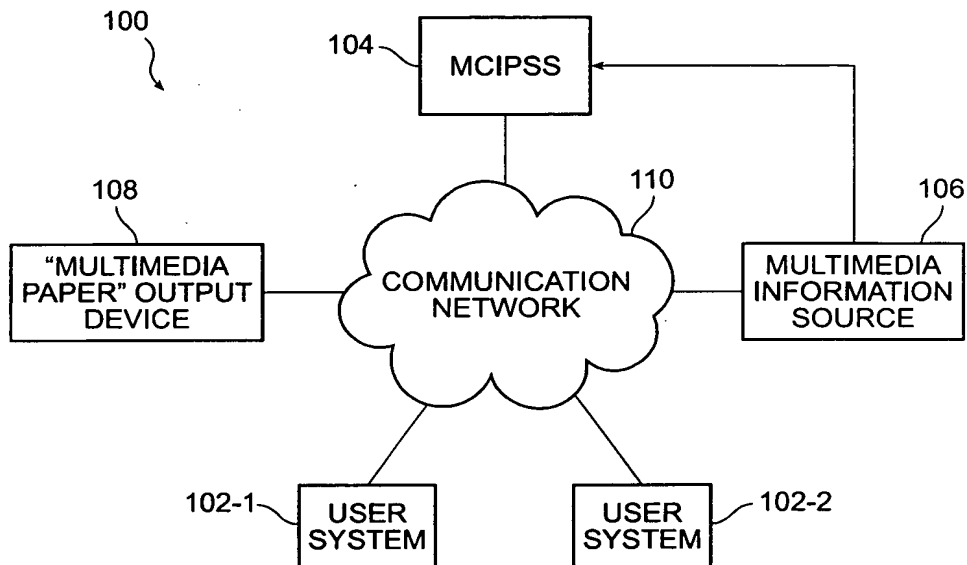 100
104
MCIPSS
108
110
106
“MULTIMEDIA
PAPER” OUTPUT
DEVICE
COMMUNICATION
NETWORK
MULTIMEDIA
INFORMATION
SOURCE
102-1
USER
SYSTEM
USER
SYSTEM
102-2